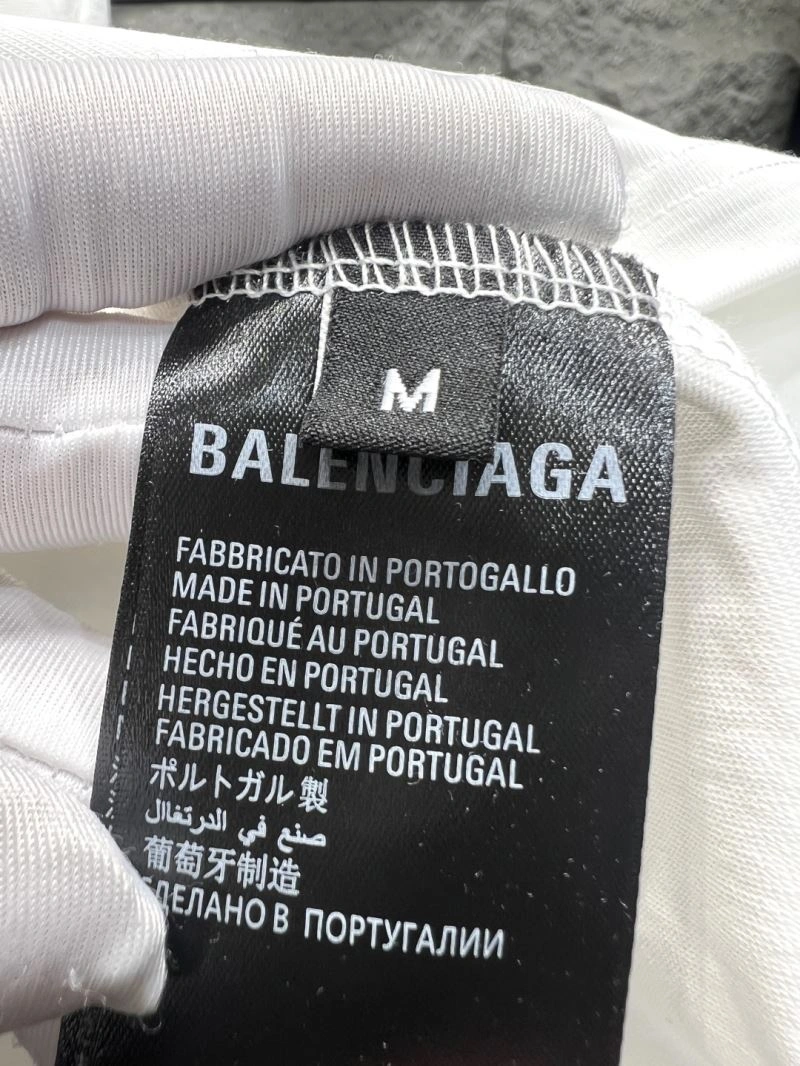 M
BALENCIAGA
FABBRICATO IN PORTOGALLO
MADE IN PORTUGAL
FABRIQUÉ AU PORTUGAL
HECHO EN PORTUGAL
HERGESTELLT IN PORTUGAL
FABRICADO EM PORTUGAL
ポルトガル製
صنع في الدرتغاال
葡萄牙制造
СДЕЛАНО В ПОРТУГАЛИИ